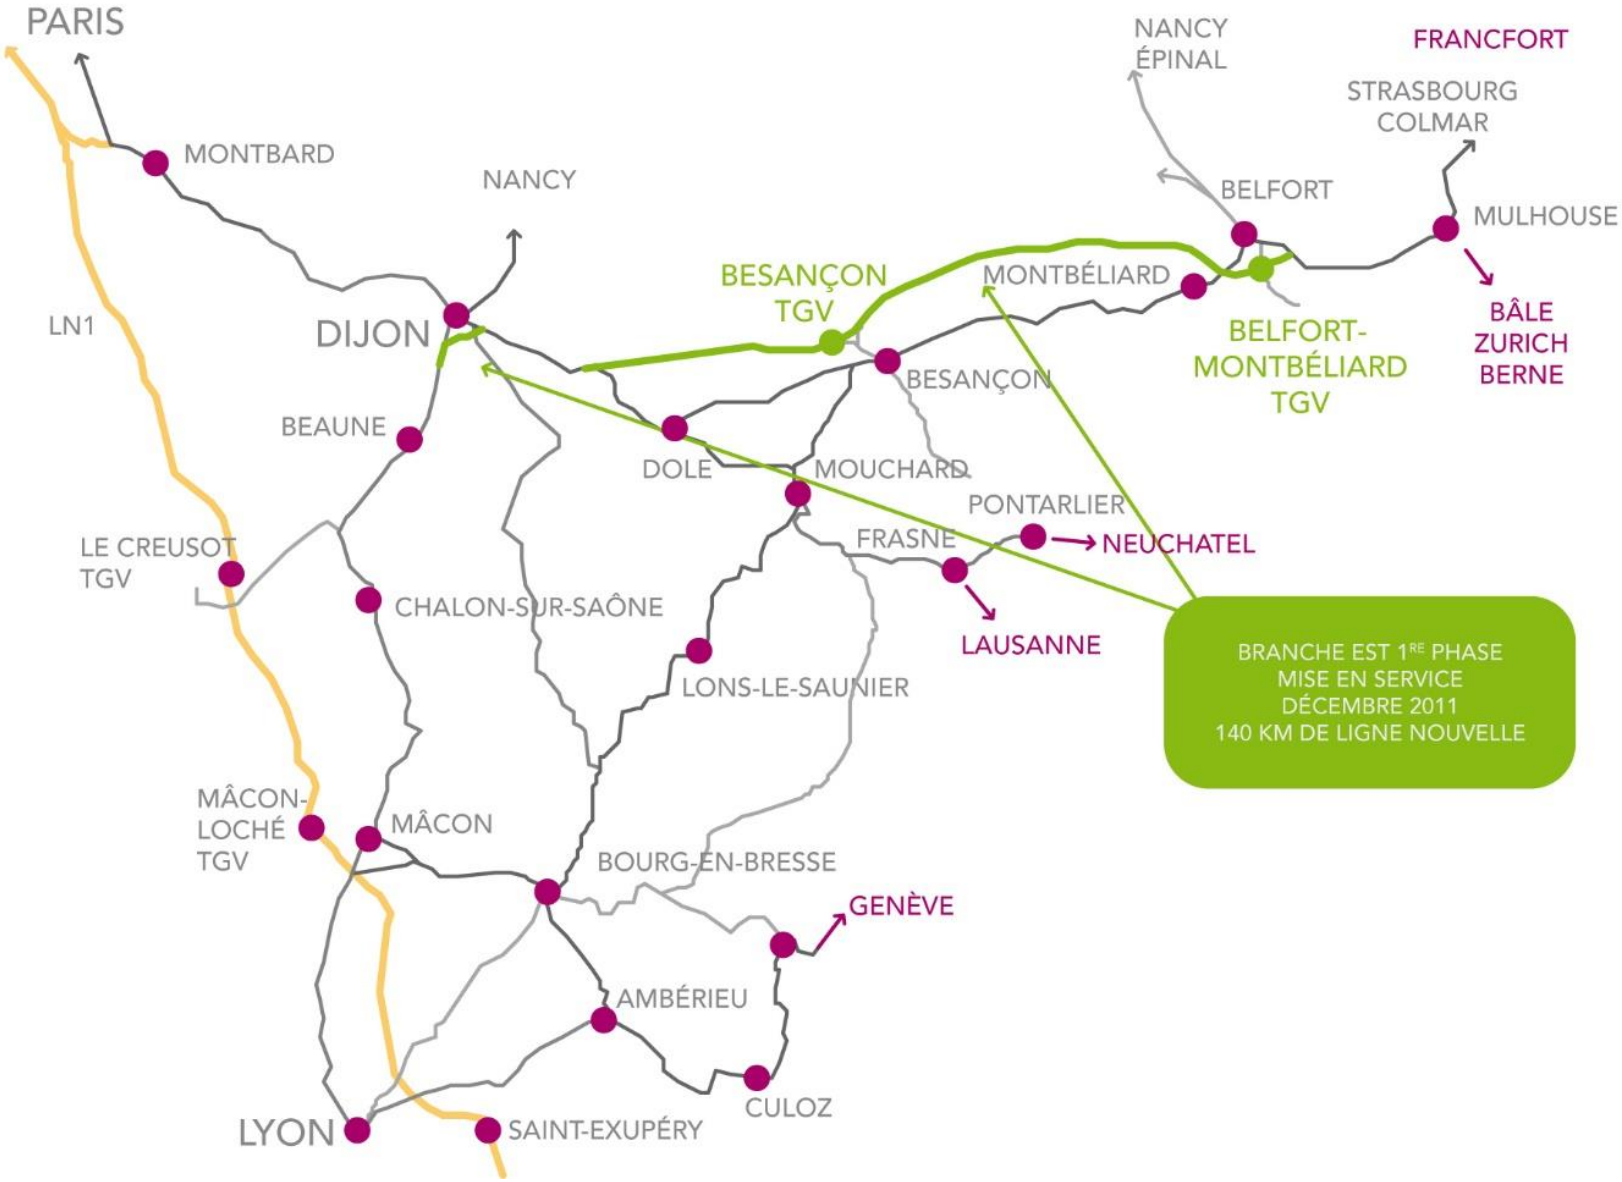 PARIS
NANCY
ÉPINAL
FRANCFORT
STRASBOURG
COLMAR
MONTBARD
NANCY
BELFORT
MULHOUSE
BESANÇON
TGV
MONTBÉLIARD
LN1
DIJON
BELFORT-
MONTBÉLIARD
TGV
BÂLE
ZURICH
BERNE
BESANÇON
BEAUNE
DOLE
MOUCHARD
PONTARLIER
LE CREUSOT
TGV
FRASNE
NEUCHATEL
CHALON-SUR-SAÔNE
LAUSANNE
BRANCHE EST 1RE PHASE
MISE EN SERVICE
DÉCEMBRE 2011
140 KM DE LIGNE NOUVELLE
LONS-LE-SAUNIER
MÂCON-
LOCHÉ
TGV
MÂCON
BOURG-EN-BRESSE
GENÈVE
AMBÉRIEU
CULOZ
LYON
SAINT-EXUPÉRY